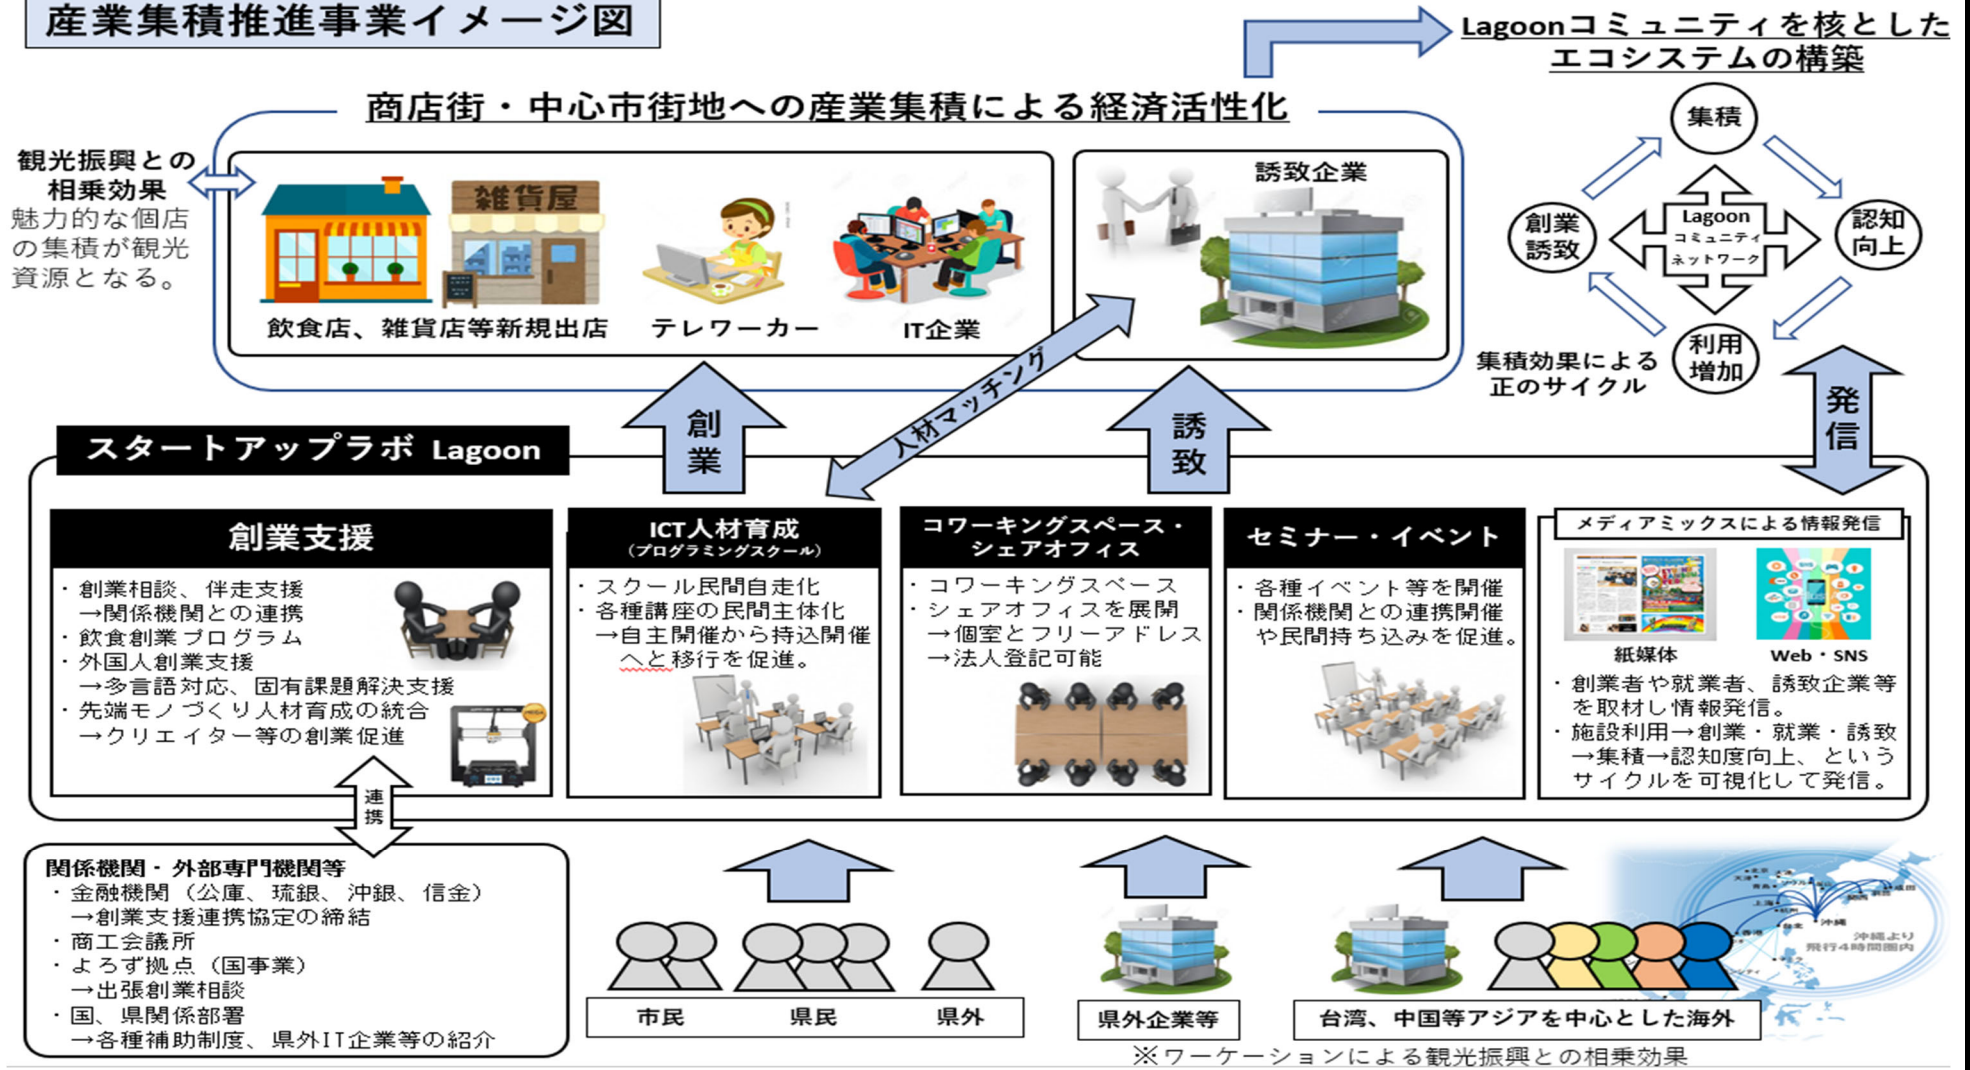 産業集積推進事業イメージ図
Lagoonコミュニティを核とした
エコシステムの構築
商店街・中心市街地への産業集積による経済活性化
観光振興との
相乗効果
魅力的な個店
の集積が観光
資源となる。
雑貨屋
飲食店、雑貨店等新規出店
テレワーカー
IT企業
誘致企業
集積
認知
向上
利用
増加
創業
誘致
Lagoon
コミュニティ
ネットワーク
集積効果による
正のサイクル
創業
人材マッチング
誘致
発信
スタートアップラボ Lagoon
創業支援
・創業相談、伴走支援
→関係機関との連携
・飲食創業プログラム
・外国人創業支援
→多言語対応、固有課題解決支援
・先端モノづくり人材育成の統合
→クリエイター等の創業促進
ICT人材育成
(プログラミングスクール)
・スクール民間自走化
・各種講座の民間主体化
→自主開催から持込開催
へと移行を促進。
コワーキングスペース・
シェアオフィス
・コワーキングスペース
・シェアオフィスを展開
→個室とフリーアドレス
→法人登記可能
セミナー・イベント
・各種イベント等を開催
・関係機関との連携開催
や民間持ち込みを促進。
メディアミックスによる情報発信
紙媒体
Web・SNS
・創業者や就業者、誘致企業等
を取材し情報発信。
・施設利用→創業・就業・誘致
→集積→認知度向上、という
サイクルを可視化して発信。
連携
関係機関・外部専門機関等
・金融機関（公庫、琉銀、沖銀、信金）
→創業支援連携協定の締結
・商工会議所
・よろず拠点（国事業）
→出張創業相談
・国、県関係部署
→各種補助制度、県外IT企業等の紹介
市民
県民
県外
県外企業等
台湾、中国等アジアを中心とした海外
※ワーケーションによる観光振興との相乗効果
沖縄
沖縄より
飛行4時間圏内
北京
上海
台北
香港